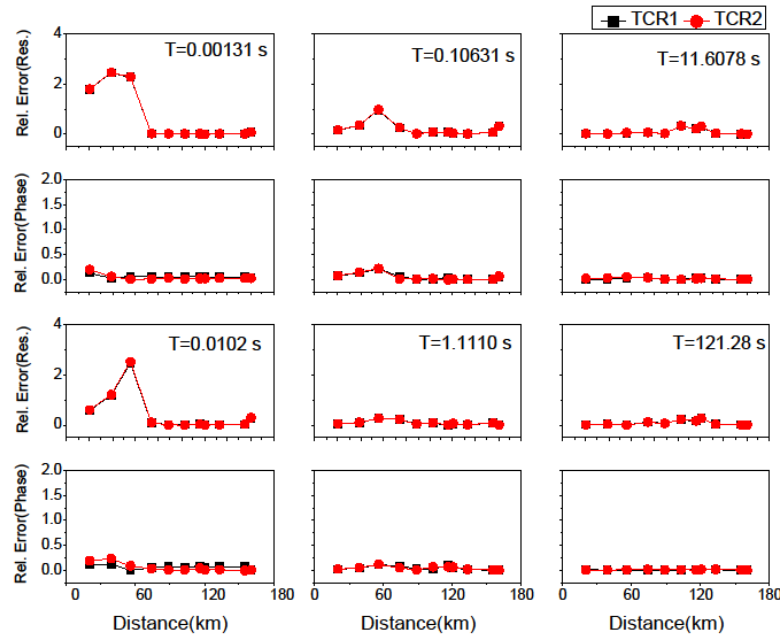 TCR1 TCR2
4
2
0
Rel. Error(Res.)
T=0.00131 s
T=0.10631 s
T=11.6078 s
2.0
1.5
1.0
0.5
0.0
Rel. Error(Phase)
4
2
0
Rel. Error(Res.)
T=0.0102 s
T=1.1110 s
T=121.28 s
2.0
1.5
1.0
0.5
0.0
Rel. Error(Phase)
0 60 120 180 0 60 120 180 0 60 120 180
Distance(km) Distance(km) Distance(km)